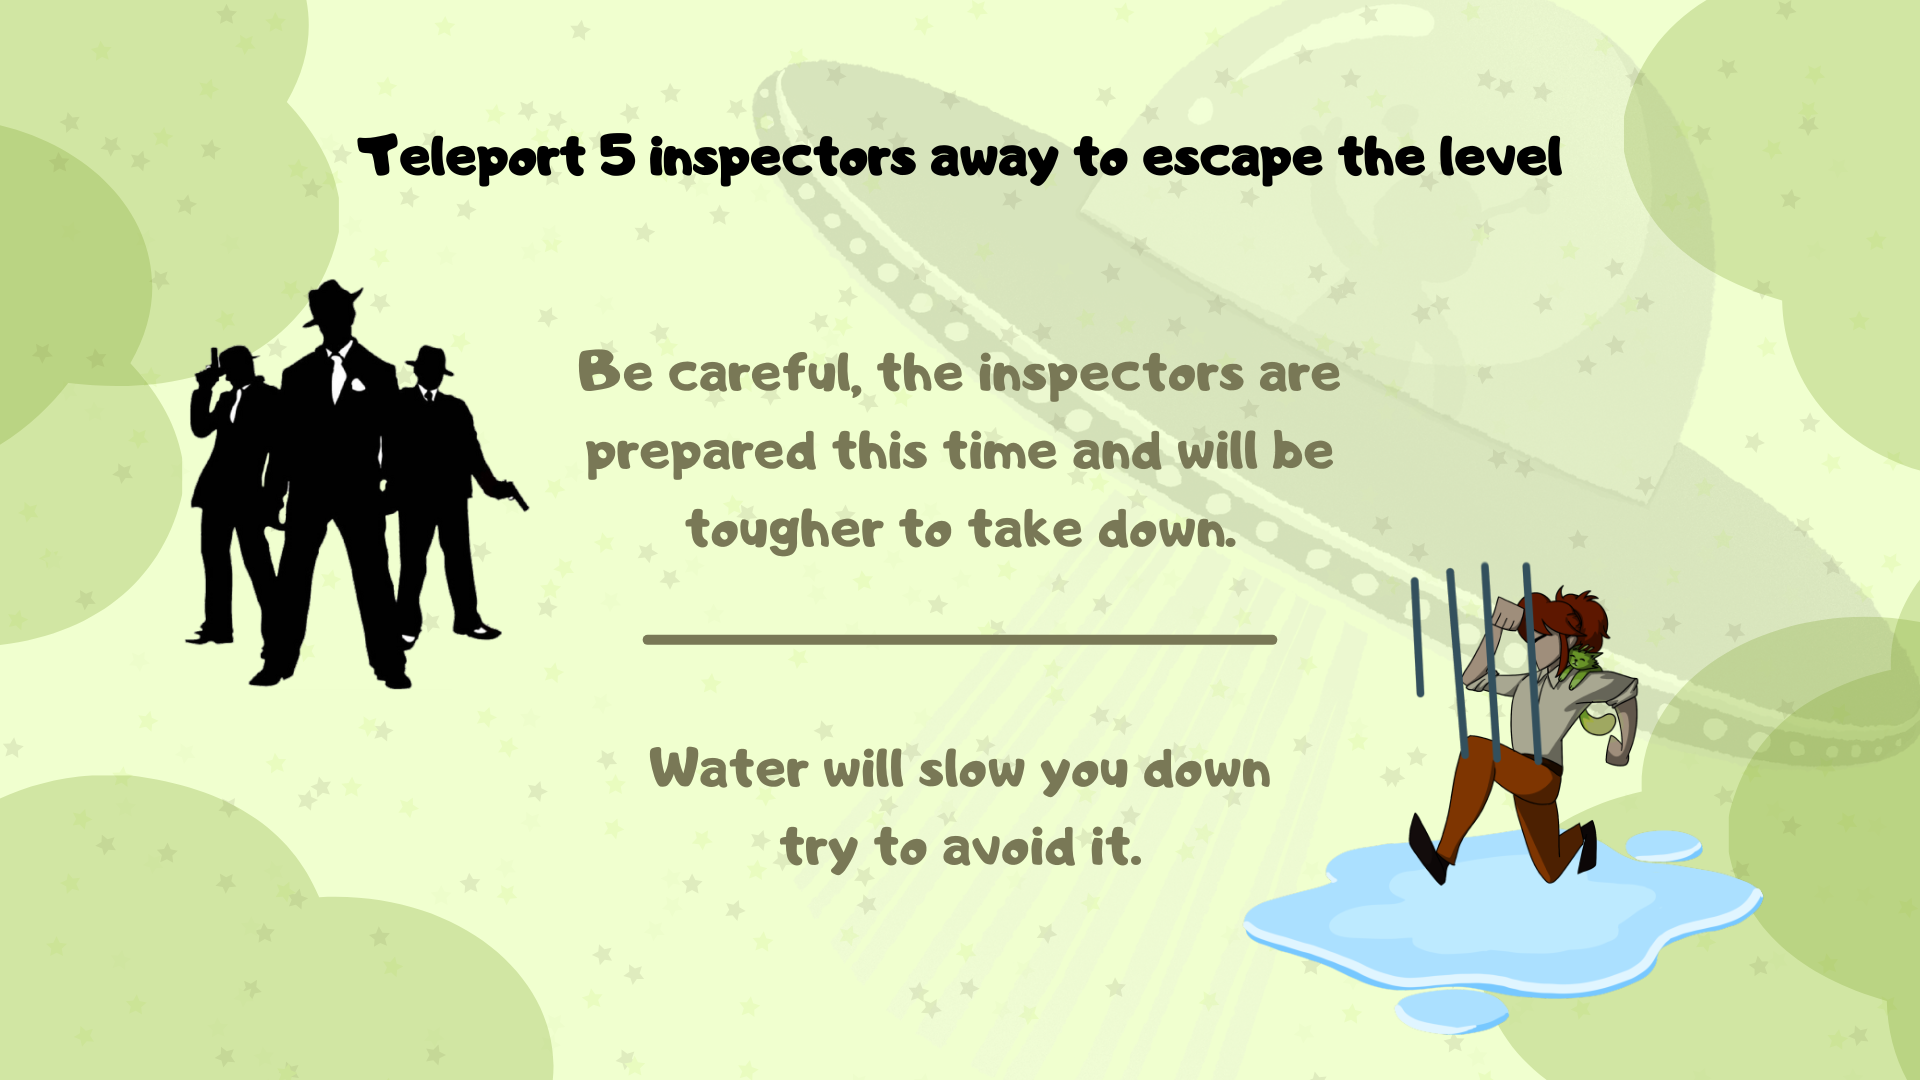 Teleport 5 inspectors away to escape the level
Be careful, the inspectors are
prepared this time and will be
tougher to take down.
Water will slow you down
try to avoid it.